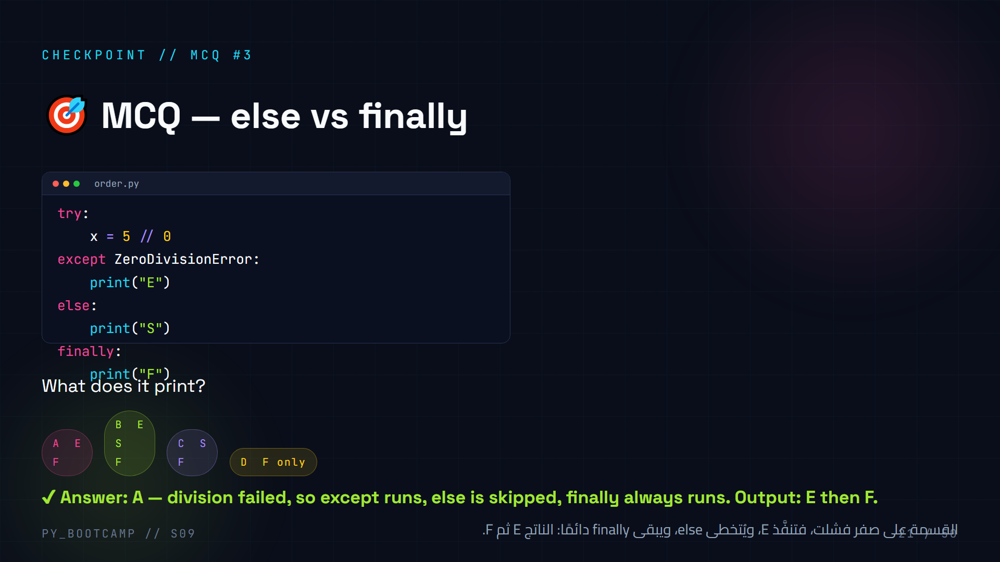 CHECKPOINT // MCQ #3
MCQ — else vs finally
order.py
try:
    x = 5 // 0
except ZeroDivisionError:
    print("E")
else:
    print("S")
finally:
    print("F")
What does it print?
A E
F
B E
S
F
C S
F
D F only
✓ Answer: A — division failed, so except runs, else is skipped, finally always runs. Output: E then F.
القسمة على صفر فشلت، فتنفَّذ E، ويُتخطى else، ويبقى finally دائمًا: الناتج E ثم F.
PY_BOOTCAMP // S09
21 / 50